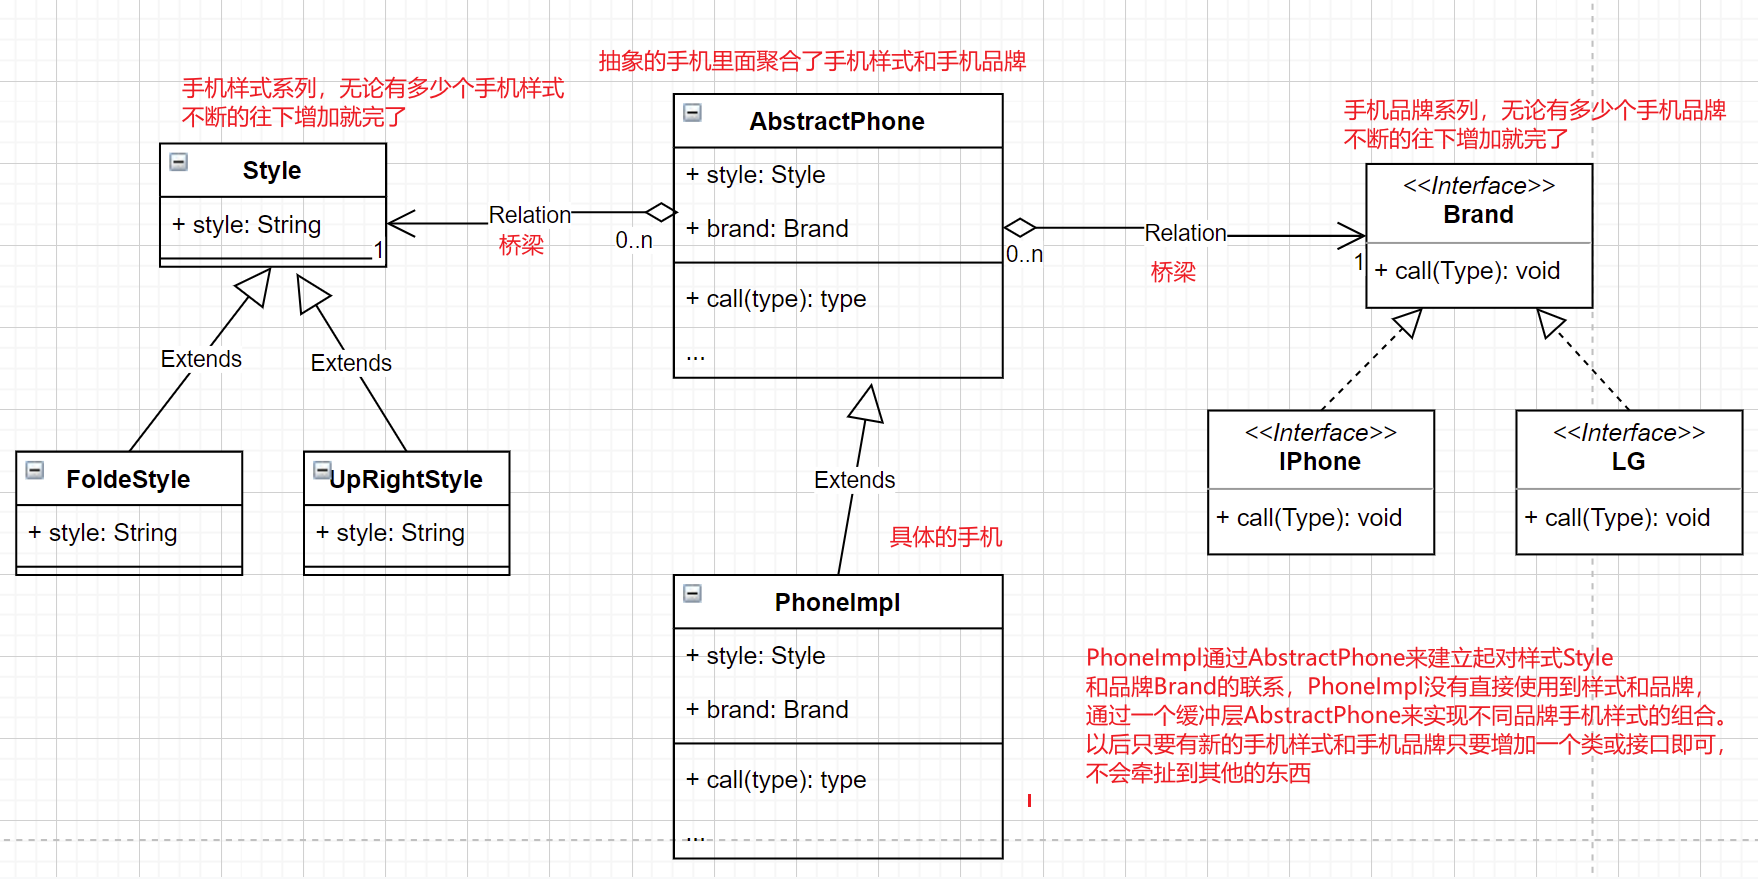 抽象的手机里面聚合了手机样式和手机品牌
手机样式系列，无论有多少个手机样式
不断的往下增加就完了
手机品牌系列，无论有多少个手机品牌
不断的往下增加就完了
Style
+ style: String
1
Relation
桥梁
0..n
AbstractPhone
+ style: Style
+ brand: Brand
+ call(type): type
...
0..n
Relation
桥梁
1
<<Interface>>
Brand
+ call(Type): void
Extends
Extends
FoldeStyle
+ style: String
UpRightStyle
+ style: String
Extends
具体的手机
<<Interface>>
IPhone
+ call(Type): void
<<Interface>>
LG
+ call(Type): void
PhoneImpl
+ style: Style
+ brand: Brand
+ call(type): type
...
PhoneImpl通过AbstractPhone来建立起对样式Style
和品牌Brand的联系，PhoneImpl没有直接使用到样式和品牌，
通过一个缓冲层AbstractPhone来实现不同品牌手机样式的组合。
以后只要有新的手机样式和手机品牌只要增加一个类或接口即可，
不会牵扯到其他的东西